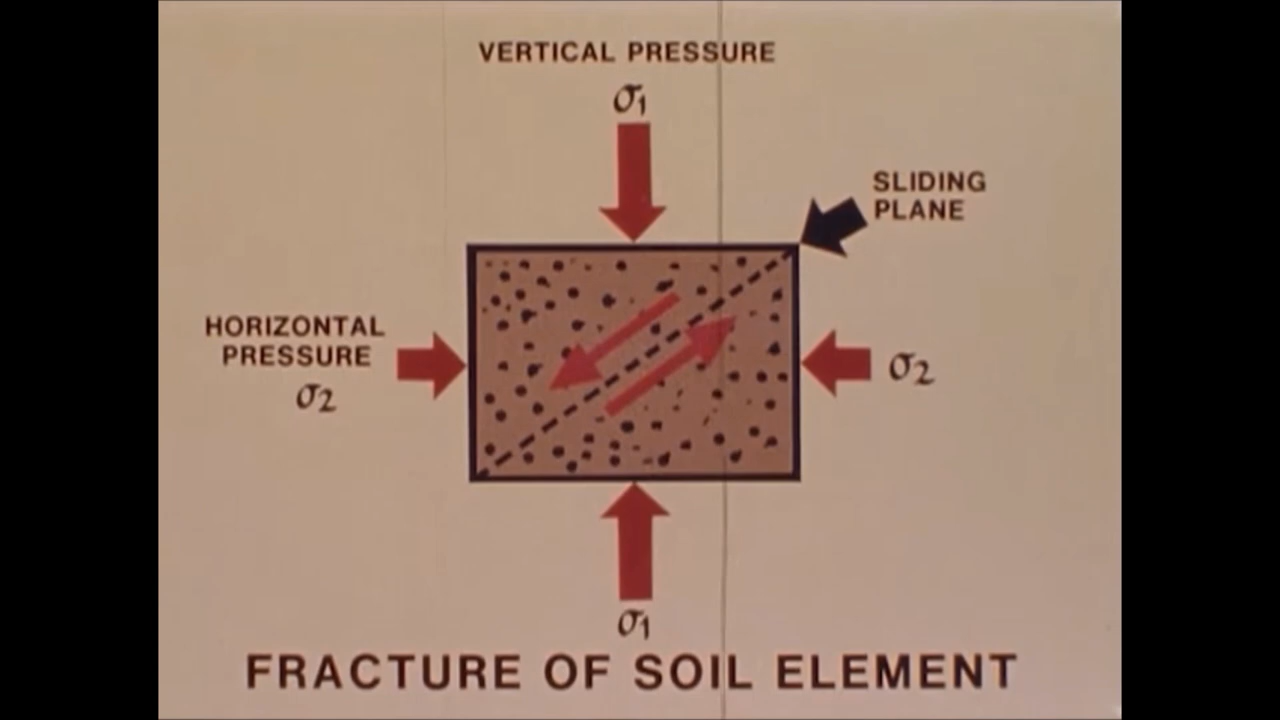 VERTICAL PRESSURE
σ1
SLIDING
PLANE
HORIZONTAL
PRESSURE
σ2
σ2
σ1
FRACTURE OF SOIL ELEMENT